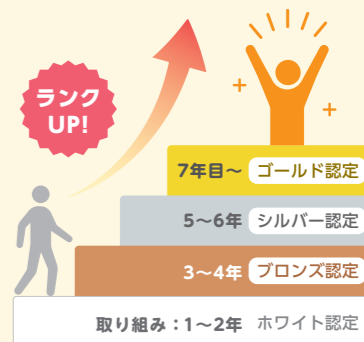 ランク
UP!
7年目～ ゴールド認定
5～6年 シルバー認定
3～4年 ブロンズ認定
取り組み：1～2年 ホワイト認定